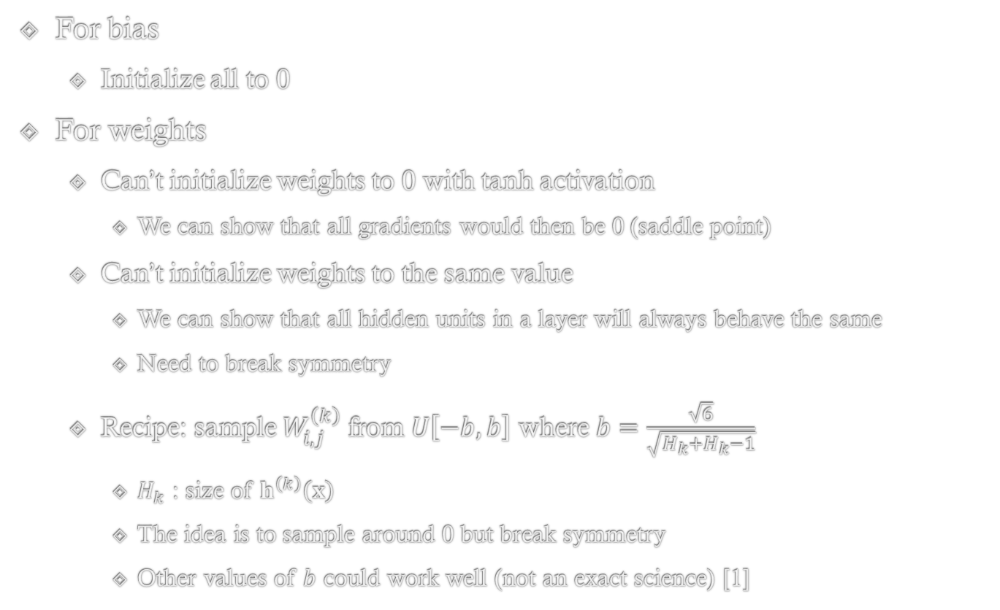 For bias
Initialize all to 0
For weights
Can't initialize weights to 0 with tanh activation
We can show that all gradients would then be 0 (saddle point)
Can't initialize weights to the same value
We can show that all hidden units in a layer will always behave the same
Need to break symmetry
Recipe: sample $W_{i,j}^{(k)}$ from $U[-b, b]$ where $b = \frac{\sqrt{6}}{\sqrt{H_k+H_k-1}}$
$H_k$ : size of $h^{(k)}(x)$
The idea is to sample around 0 but break symmetry
Other values of $b$ could work well (not an exact science) [1]